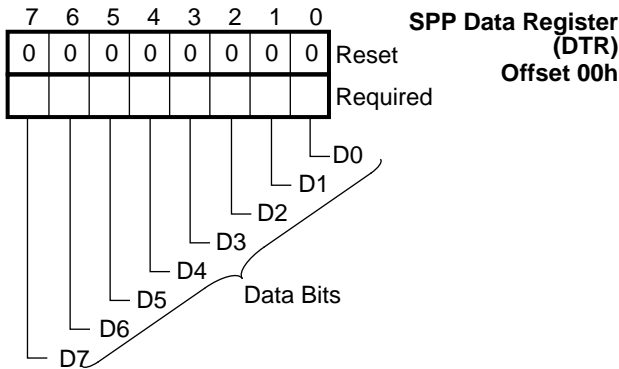 7 6 5 4 3 2 1 0
SPP Data Register
(DTR)
Offset 00h
0 0 0 0 0 0 0 0 Reset
Required
D0
D1
D2
D3
D4
D5
D6
D7
Data Bits